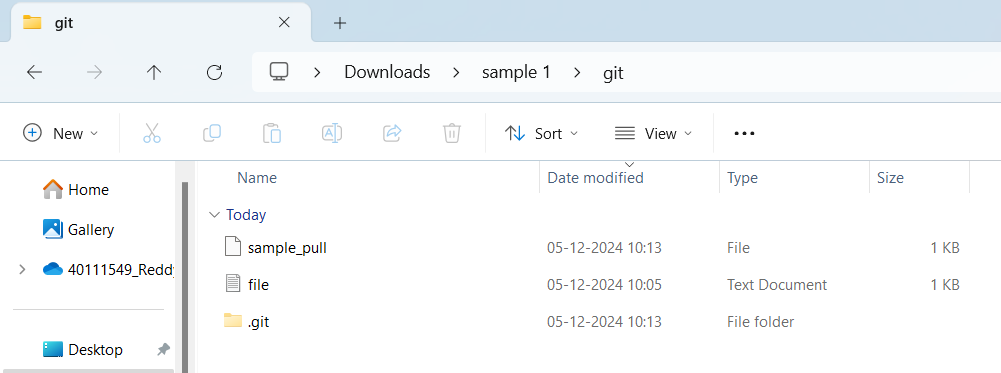 git
Downloads sample 1 git
New Sort View
Home
Gallery
40111549_Reddy
Desktop
Name Date modified Type Size
Today
sample_pull 05-12-2024 10:13 File 1 KB
file 05-12-2024 10:05 Text Document 1 KB
.git 05-12-2024 10:13 File folder